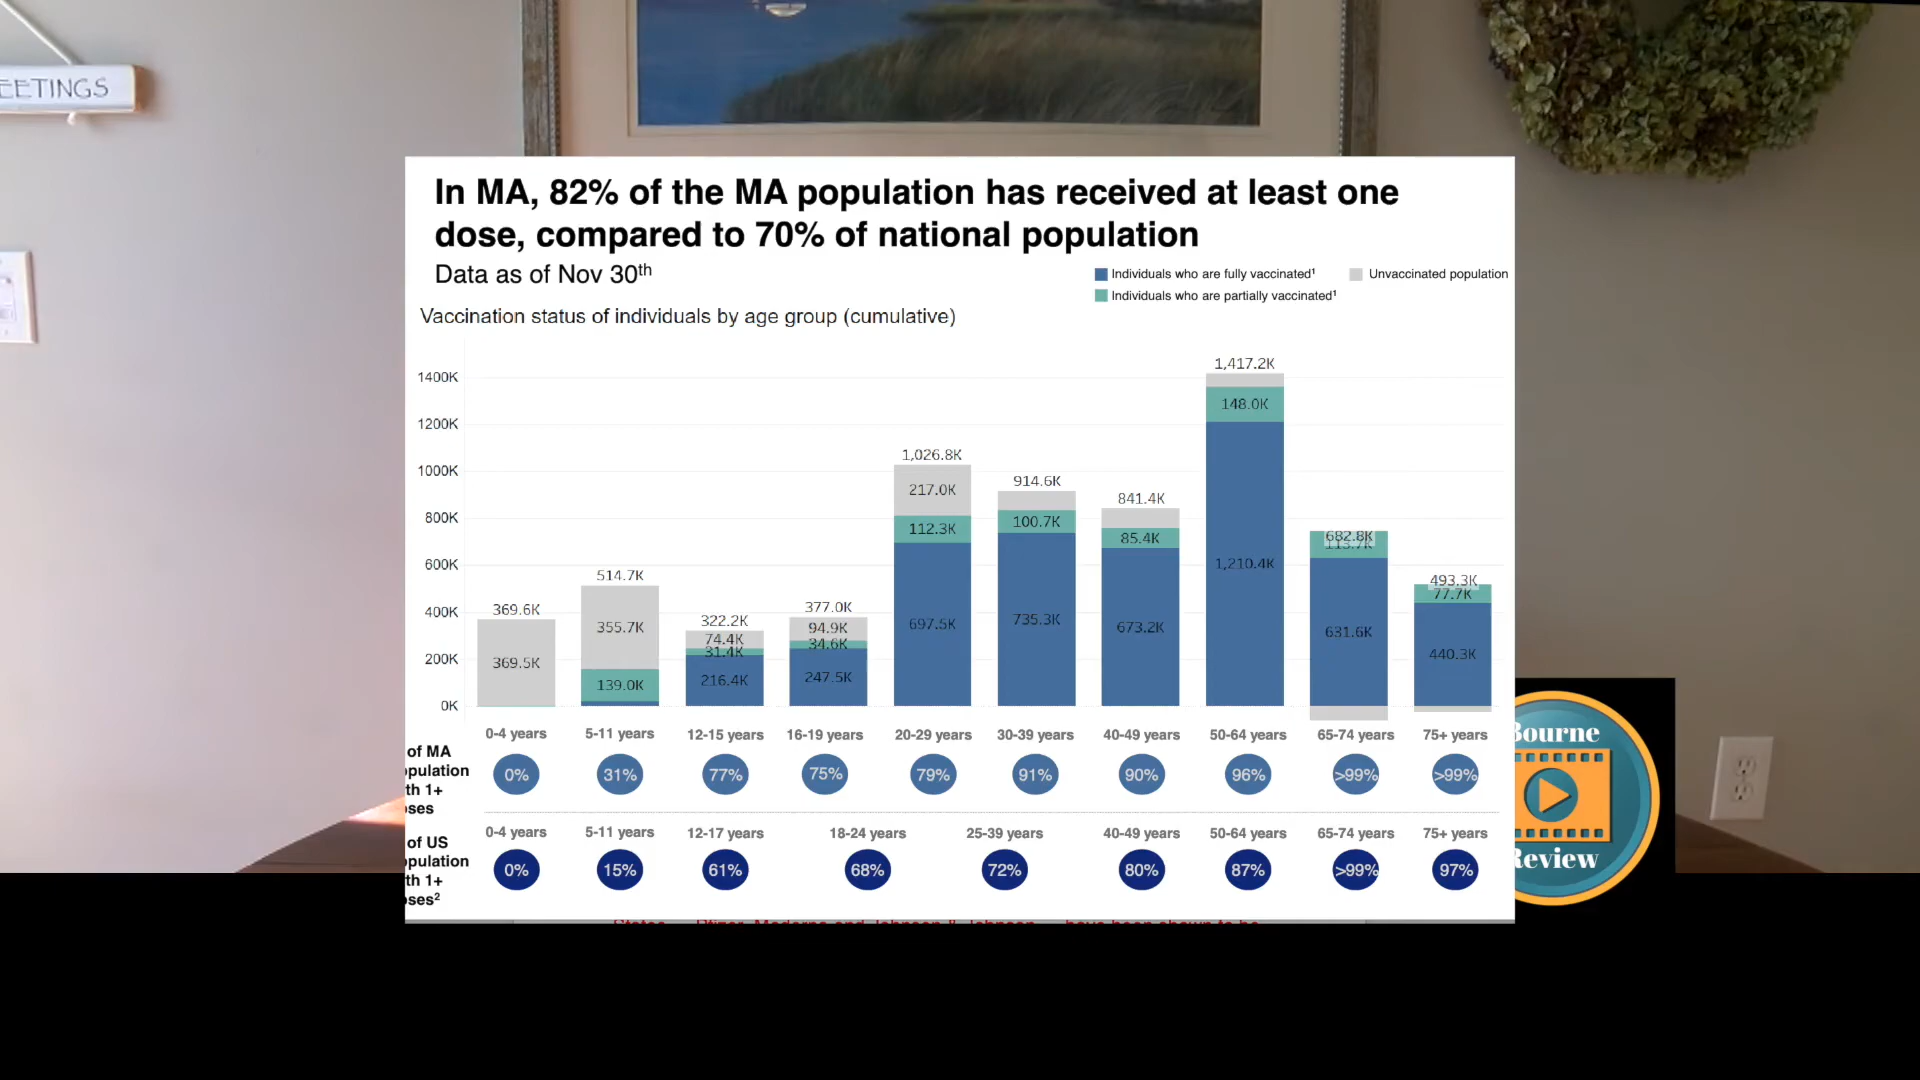 EETINGS
In MA, 82% of the MA population has received at least one
dose, compared to 70% of national population
Data as of Nov 30th
Individuals who are fully vaccinated¹
Unvaccinated population
Individuals who are partially vaccinated¹
Vaccination status of individuals by age group (cumulative)
1400K
1200K
1000K
800K
600K
400K
200K
0K
369.6K
369.5K
514.7K
355.7K
139.0K
322.2K
74.4K
31.4K
216.4K
377.0K
94.9K
34.6K
247.5K
1,026.8K
217.0K
112.3K
697.5K
914.6K
100.7K
735.3K
841.4K
85.4K
673.2K
1,417.2K
148.0K
1,210.4K
682.8K
631.6K
493.3K
77.7K
440.3K
0-4 years 5-11 years 12-15 years 16-19 years 20-29 years 30-39 years 40-49 years 50-64 years 65-74 years 75+ years
of MA
opulation
th 1+
oses
0% 31% 77% 75% 79% 91% 90% 96% >99% >99%
0-4 years 5-11 years 12-17 years 18-24 years 25-39 years 40-49 years 50-64 years 65-74 years 75+ years
of US
opulation
th 1+
oses²
0% 15% 61% 68% 72% 80% 87% >99% 97%
Bourne
Review